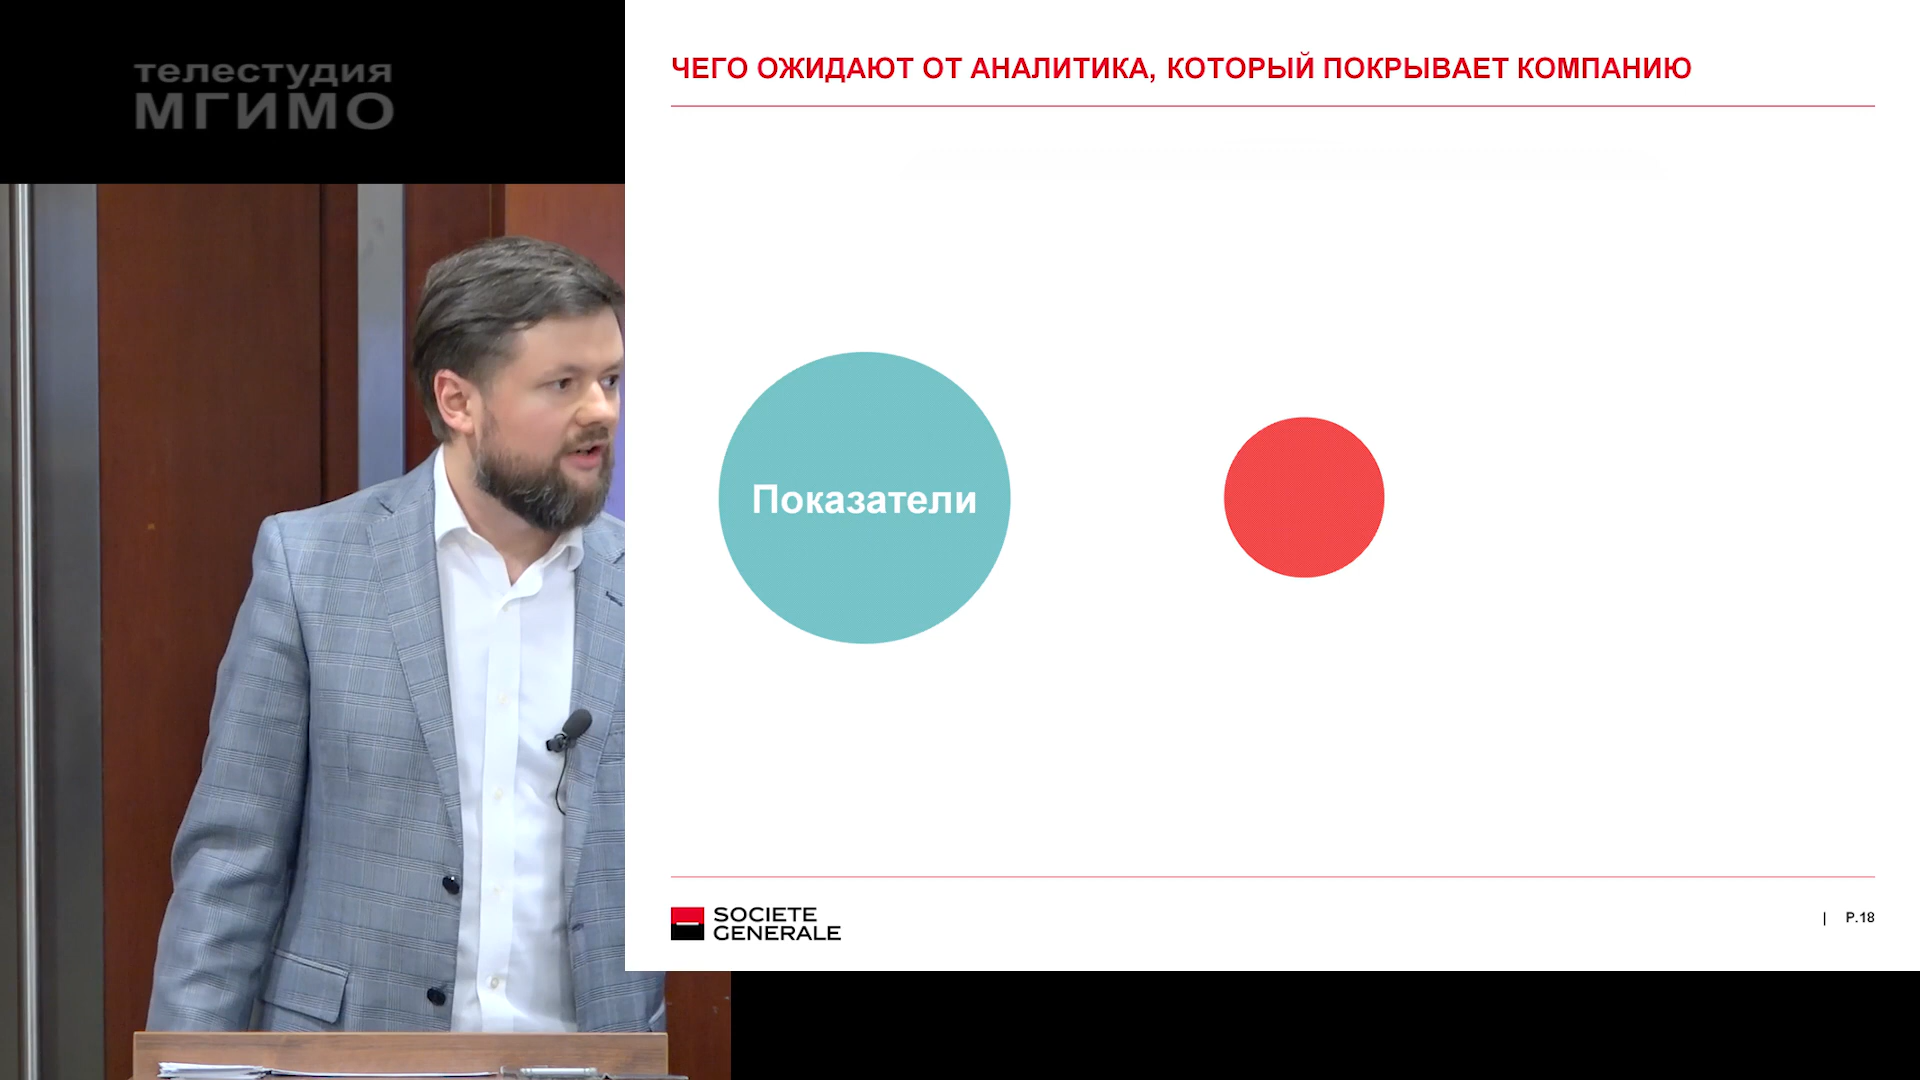 телестудия
МГИМО
ЧЕГО ОЖИДАЮТ ОТ АНАЛИТИКА, КОТОРЫЙ ПОКРЫВАЕТ КОМПАНИЮ
Показатели
SOCIETE
GENERALE
| P.18